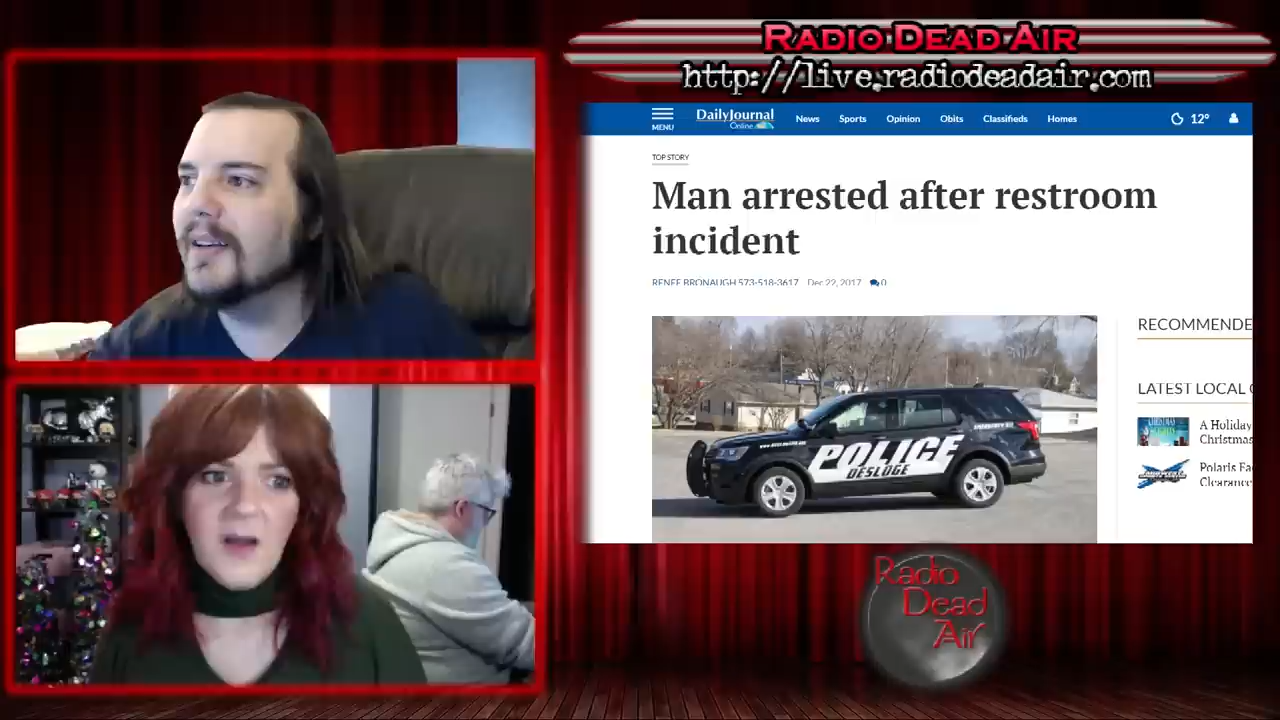 RADIO DEAD AIR
http://live.radiodeadair.com
MENU
DailyJournal
Online
News
Sports
Opinion
Obits
Classifieds
Homes
12°
TOP STORY
Man arrested after restroom
incident
RENEE BRONAUGH 573-518-3617 Dec 22, 2017 0
RECOMMENDE
LATEST LOCAL
A Holiday
Christmas
Polaris Fa
Clearance
POLICE
DESLOGE
Radio
Dead
Air